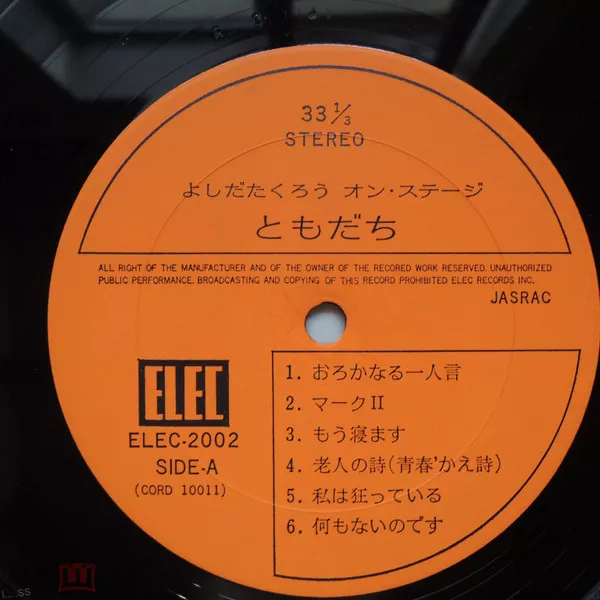 33 1/3
STEREO
よしだたくろう オン・ステージ
ともだち
ALL RIGHT OF THE MANUFACTURER AND OF THE OWNER OF THE RECORED WORK RESERVED. UNAUTHORIZED
PUBLIC PERFORMANCE. BROADCASTING AND COPYING OF THIS RECORD PROHIBITED ELEC RECORDS INC.
JASRAC
ELEC
ELEC-2002
SIDE-A
(CORD 10011)
1. おろかなる一人言
2. マークII
3. もう寝ます
4. 老人の詩(青春'かえ詩)
5. 私は狂っている
6. 何もないのです